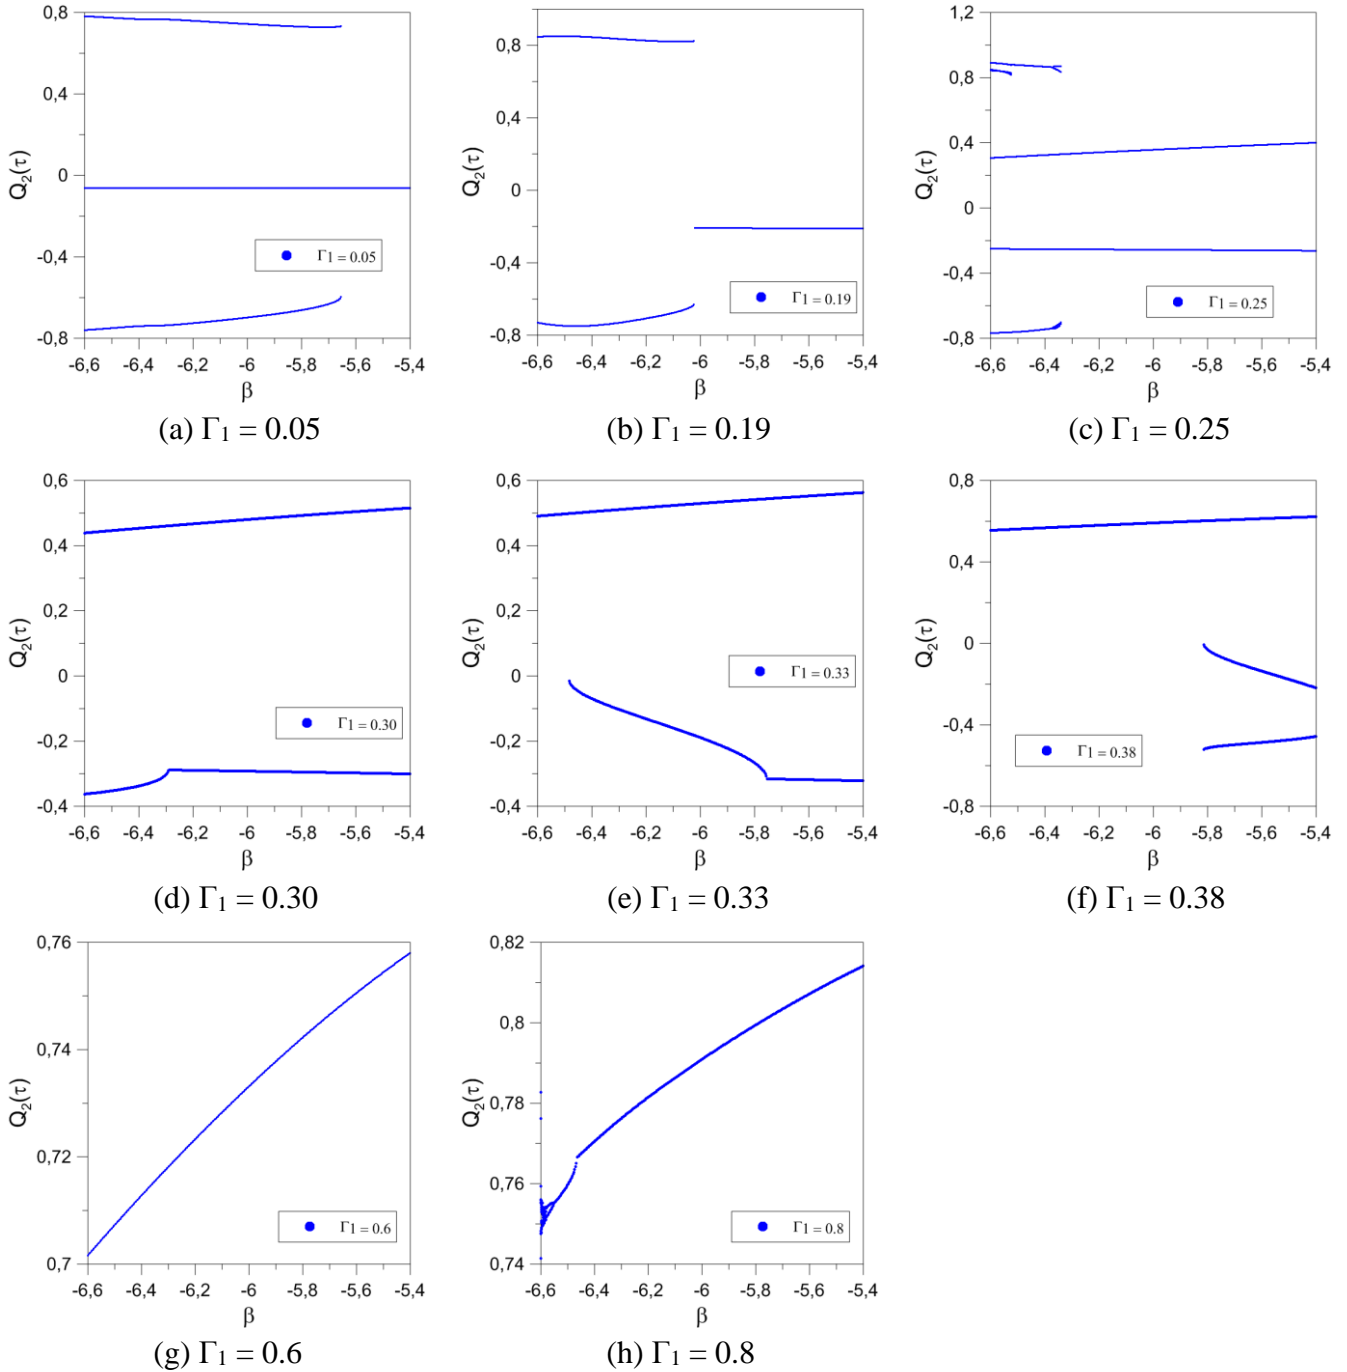 0,8
0,4
0
-0,4
-0,8
Q₂(τ)
Γ1 = 0.05
-6,6 -6,4 -6,2 -6 -5,8 -5,6 -5,4
β
(a) Γ₁ = 0.05
0,8
0,4
0
-0,4
-0,8
Q₂(τ)
Γ1 = 0.19
-6,6 -6,4 -6,2 -6 -5,8 -5,6 -5,4
β
(b) Γ₁ = 0.19
1,2
0,8
0,4
0
-0,4
-0,8
Q₂(τ)
Γ1 = 0.25
-6,6 -6,4 -6,2 -6 -5,8 -5,6 -5,4
β
(c) Γ₁ = 0.25
0,6
0,4
0,2
0
-0,2
-0,4
Q₂(τ)
Γ1 = 0.30
-6,6 -6,4 -6,2 -6 -5,8 -5,6 -5,4
β
(d) Γ₁ = 0.30
0,6
0,4
0,2
0
-0,2
-0,4
Q₂(τ)
Γ1 = 0.33
-6,6 -6,4 -6,2 -6 -5,8 -5,6 -5,4
β
(e) Γ₁ = 0.33
0,8
0,4
0
-0,4
-0,8
Q₂(τ)
Γ1 = 0.38
-6,6 -6,4 -6,2 -6 -5,8 -5,6 -5,4
β
(f) Γ₁ = 0.38
0,76
0,74
0,72
0,7
Q₂(τ)
Γ1 = 0.6
-6,6 -6,4 -6,2 -6 -5,8 -5,6 -5,4
β
(g) Γ₁ = 0.6
0,82
0,8
0,78
0,76
0,74
Q₂(τ)
Γ1 = 0.8
-6,6 -6,4 -6,2 -6 -5,8 -5,6 -5,4
β
(h) Γ₁ = 0.8